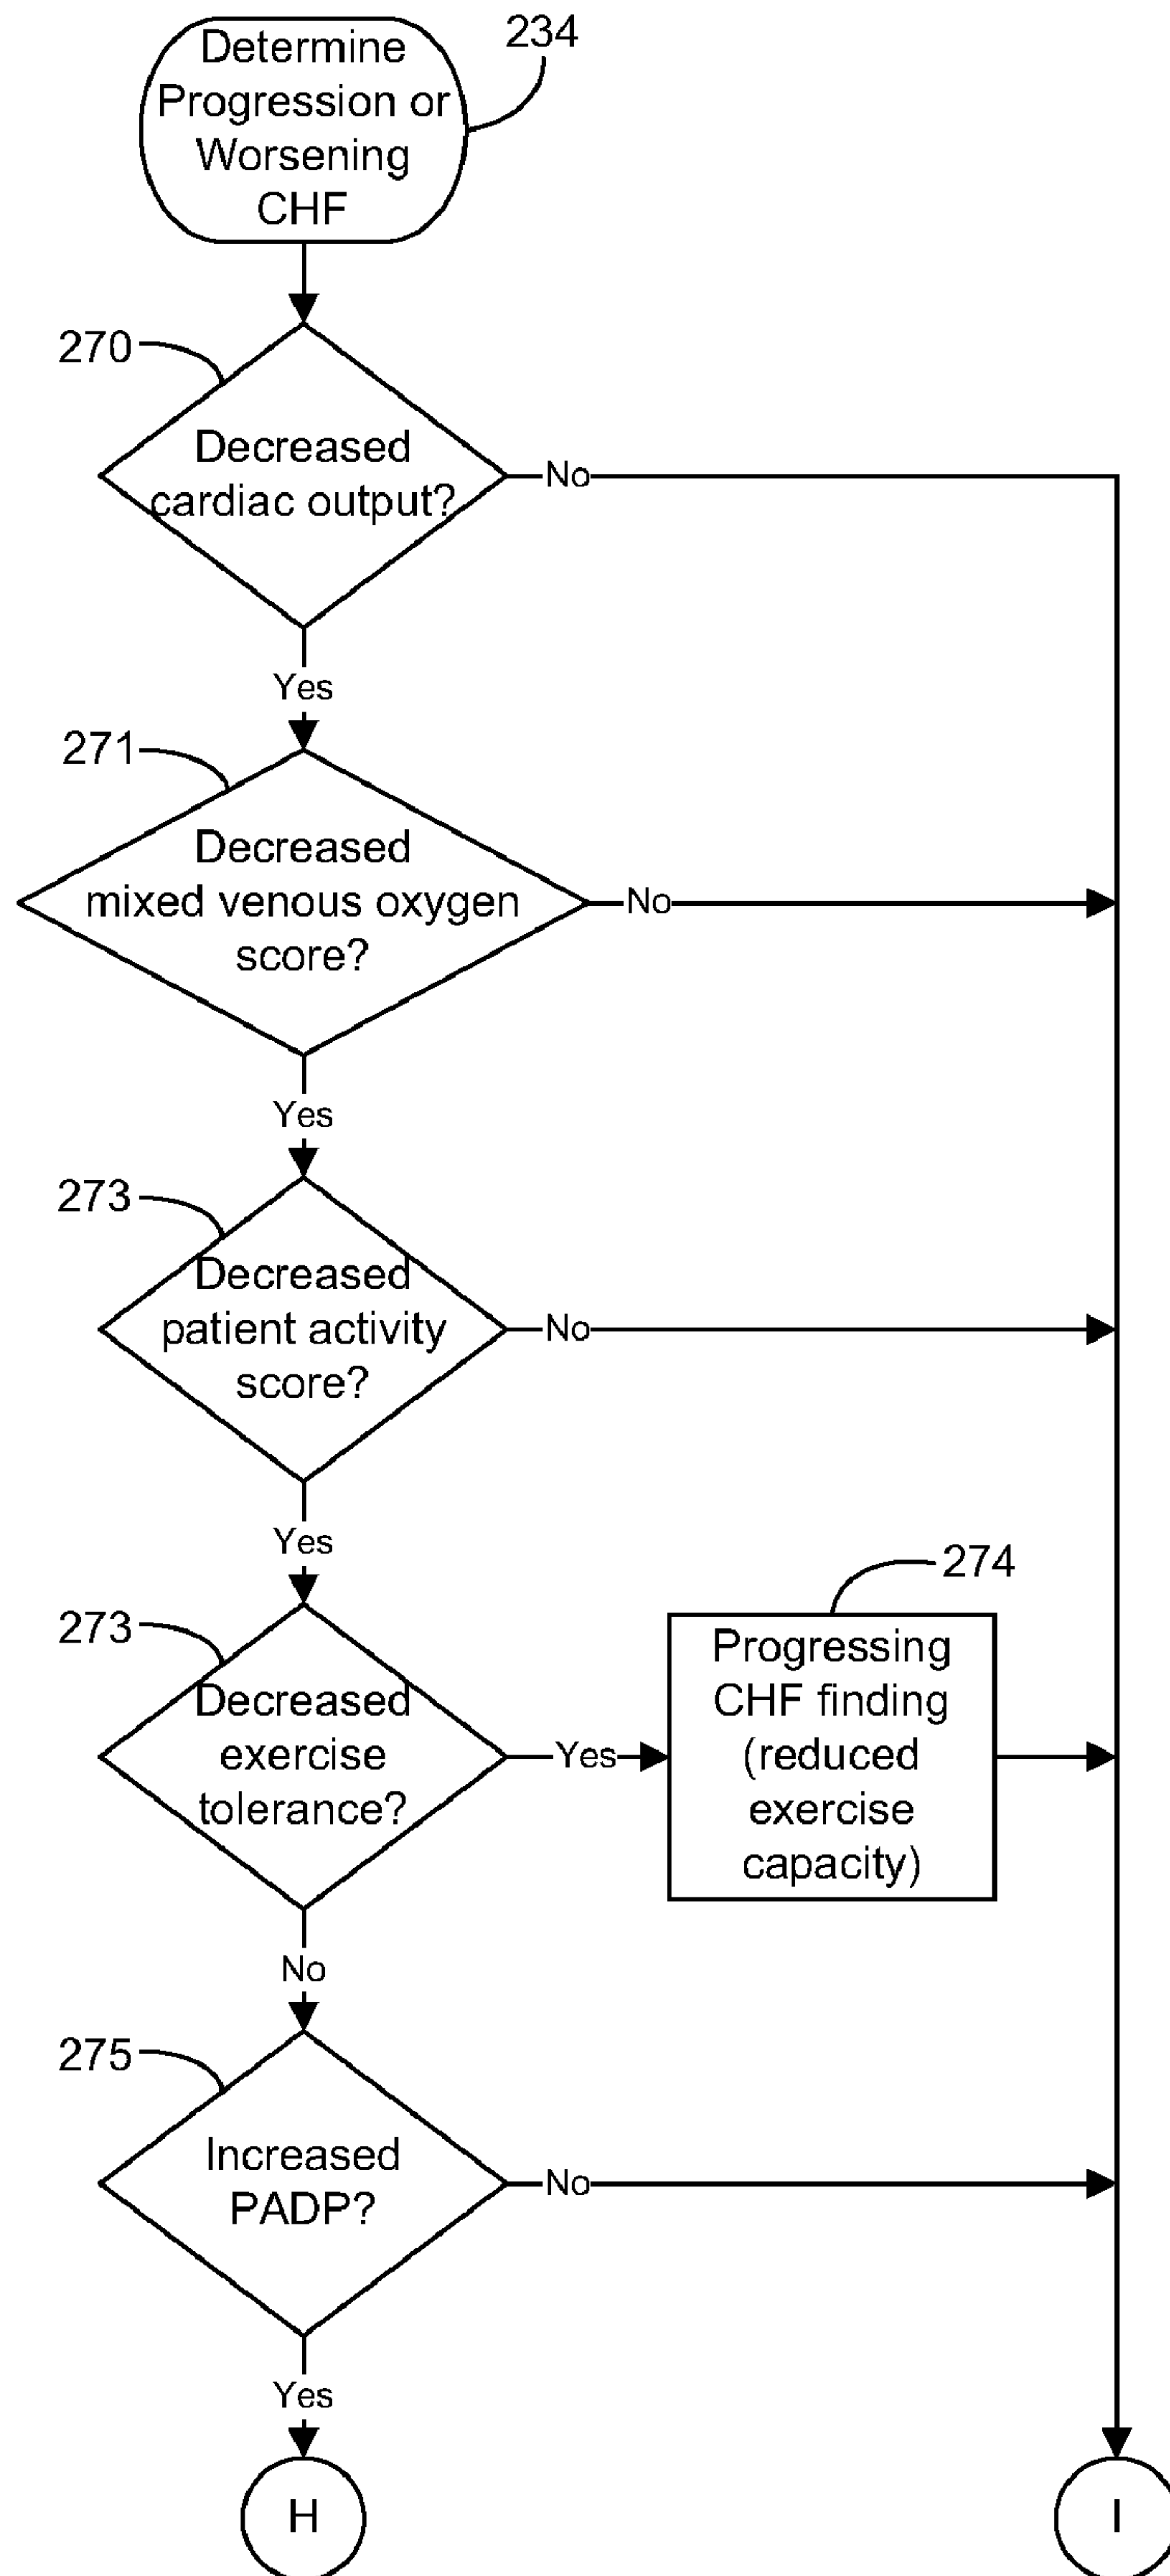 Determine
Progression or
Worsening
CHF
234
270
Decreased
cardiac output?
No
Yes
271
Decreased
mixed venous oxygen
score?
No
Yes
273
Decreased
patient activity
score?
No
Yes
273
Decreased
exercise
tolerance?
Yes
274
Progressing
CHF finding
(reduced
exercise
capacity)
No
275
Increased
PADP?
No
Yes
H
I